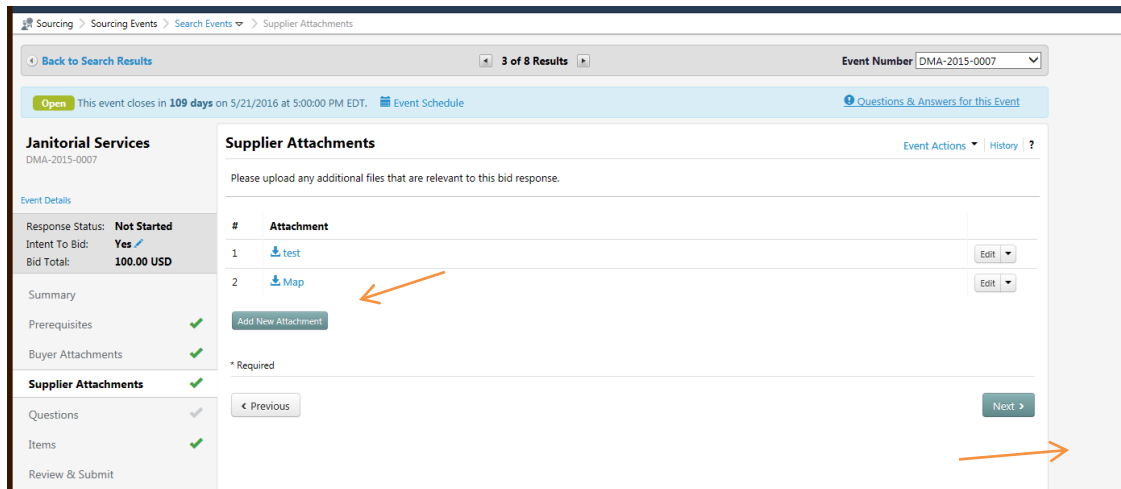 Sourcing > Sourcing Events > Search Events > Supplier Attachments
Back to Search Results
3 of 8 Results
Event Number DMA-2015-0007
Open This event closes in 109 days on 5/21/2016 at 5:00:00 PM EDT. Event Schedule
Questions & Answers for this Event
Janitorial Services
DMA-2015-0007
Event Details
Response Status: Not Started
Intent To Bid: Yes
Bid Total: 100.00 USD
Summary
Prerequisites
Buyer Attachments
Supplier Attachments
Questions
Items
Review & Submit
Supplier Attachments
Event Actions History ?
Please upload any additional files that are relevant to this bid response.
# Attachment
1 test Edit
2 Map Edit
Add New Attachment
* Required
< Previous
Next >